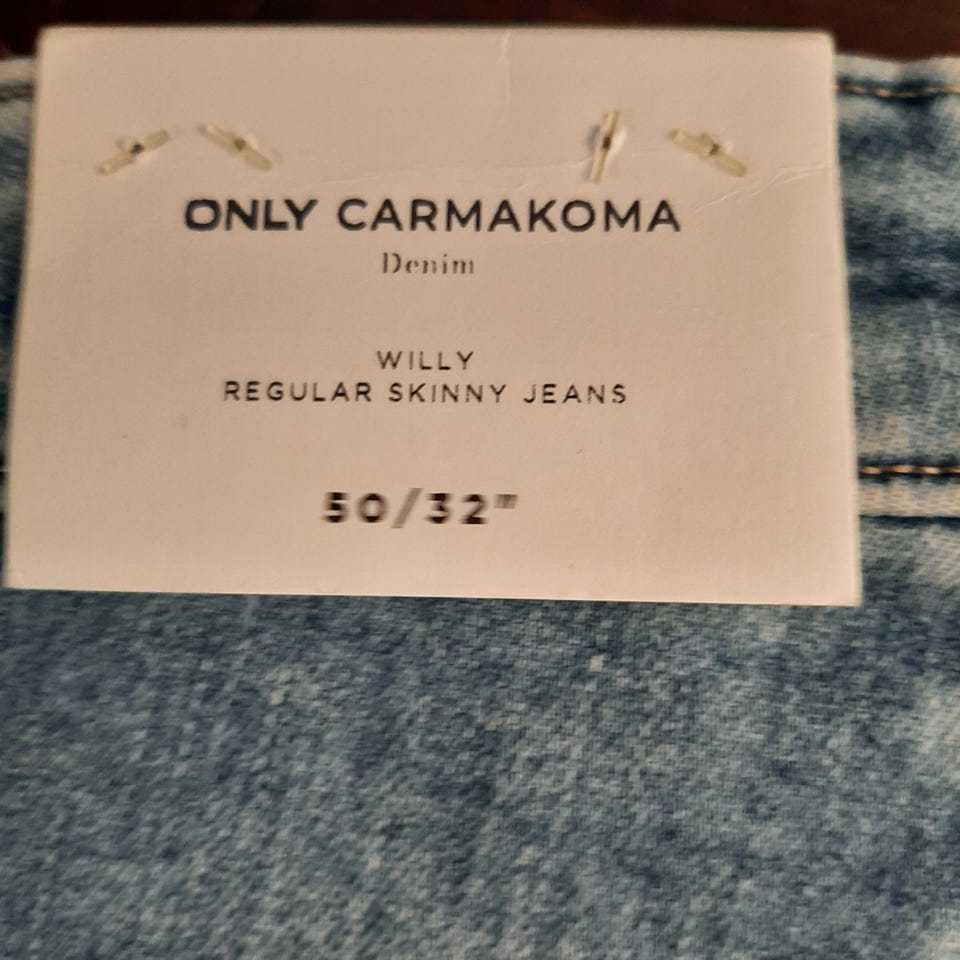 ONLY CARMAKOMA
Denim
WILLY
REGULAR SKINNY JEANS
50/32"